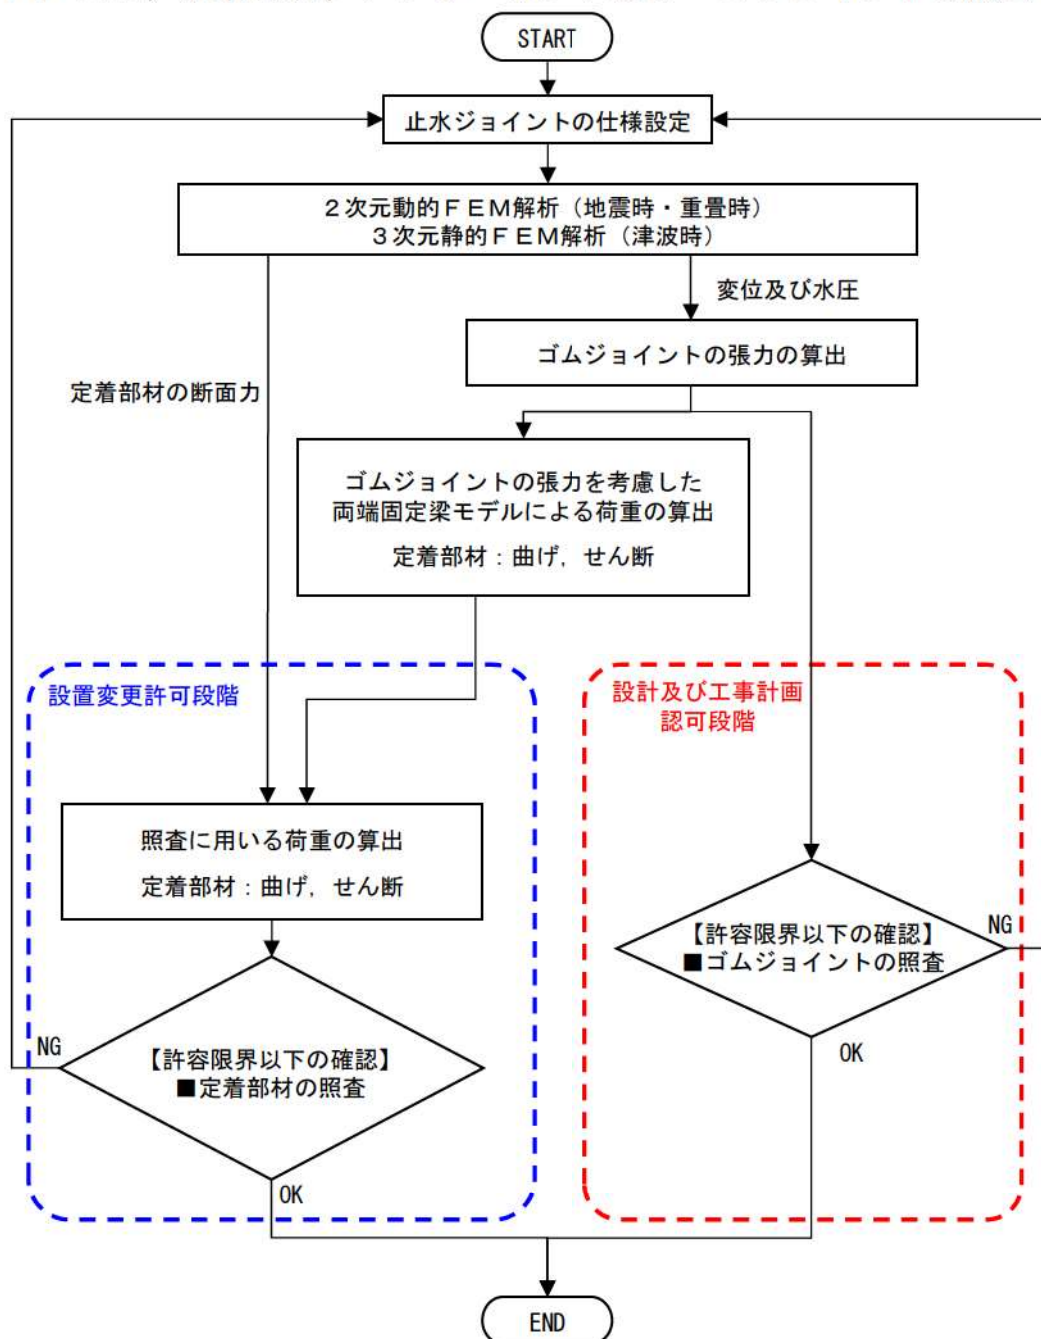 START
止水ジョイントの仕様設定
２次元動的ＦＥＭ解析（地震時・重畳時）
３次元静的ＦＥＭ解析（津波時）
変位及び水圧
ゴムジョイントの張力の算出
定着部材の断面力
ゴムジョイントの張力を考慮した
両端固定梁モデルによる荷重の算出
定着部材：曲げ，せん断
設置変更許可段階
設計及び工事計画
認可段階
照査に用いる荷重の算出
定着部材：曲げ，せん断
【許容限界以下の確認】
■ゴムジョイントの照査
NG
OK
NG
【許容限界以下の確認】
■定着部材の照査
OK
END